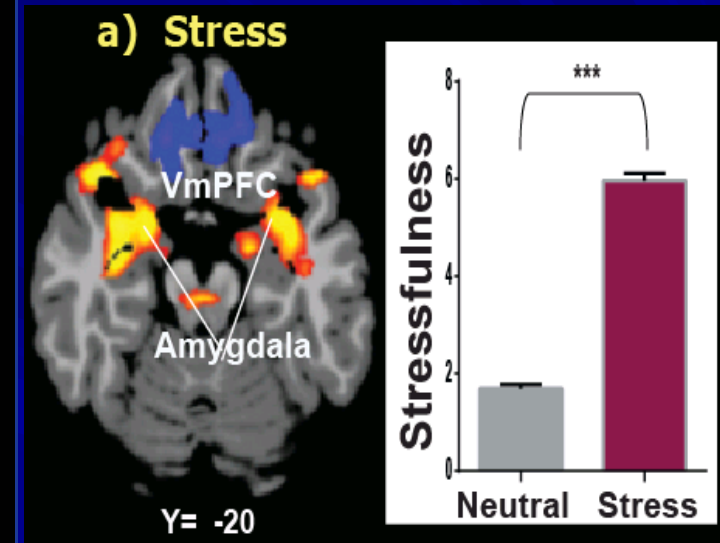 a) Stress
VmPFC
Amygdala
Y= -20
***
Stressfulness
8
6
4
2
0
Neutral Stress